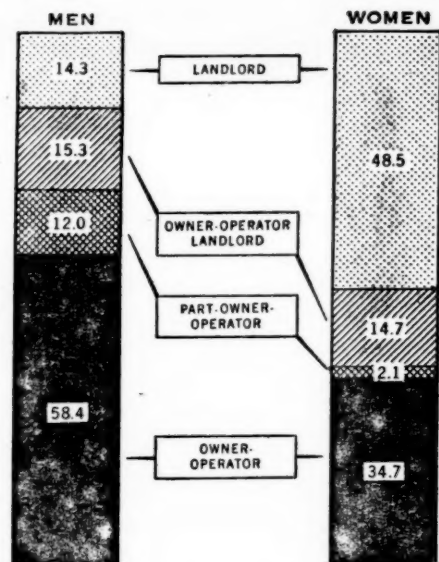 MEN
WOMEN
14.3
LANDLORD
48.5
15.3
12.0
OWNER-OPERATOR
LANDLORD
14.7
PART-OWNER-
OPERATOR
2.1
58.4
OWNER-
OPERATOR
34.7